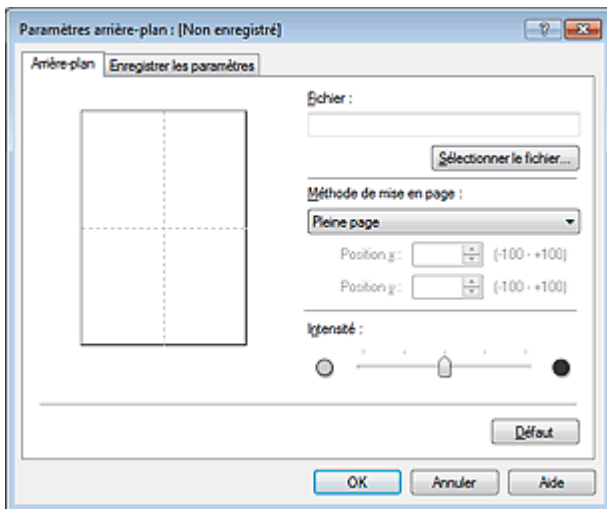 Paramètres arrière-plan : [Non enregistré]
Arrière-plan Enregistrer les paramètres
Fichier :
Sélectionner le fichier...
Méthode de mise en page :
Pleine page
Position x : (-100 - +100)
Position y : (-100 - +100)
Intensité :
Défaut
OK Annuler Aide